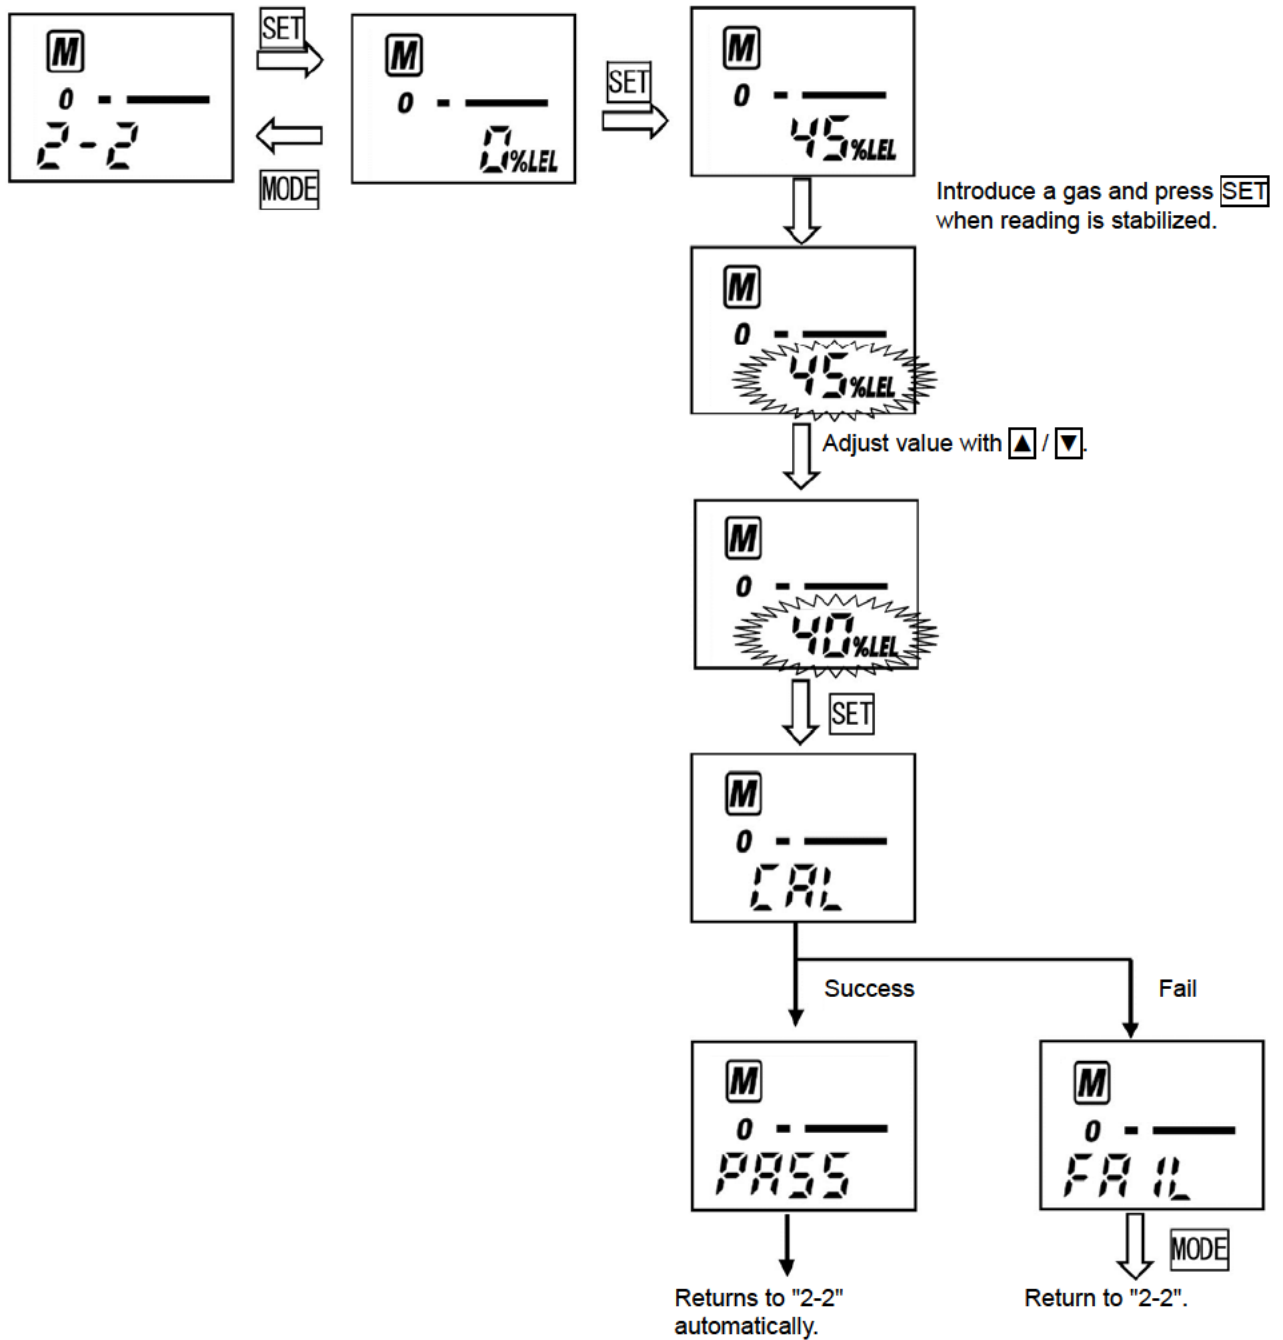 SET
M
0
2-2
MODE
M
0
0%LEL
SET
M
0
45%LEL
Introduce a gas and press SET
when reading is stabilized.
M
0
45%LEL
Adjust value with ▲ / ▼.
M
0
40%LEL
SET
M
0
CAL
Success
Fail
M
0
PASS
M
0
FAIL
MODE
Returns to "2-2"
automatically.
Return to "2-2".